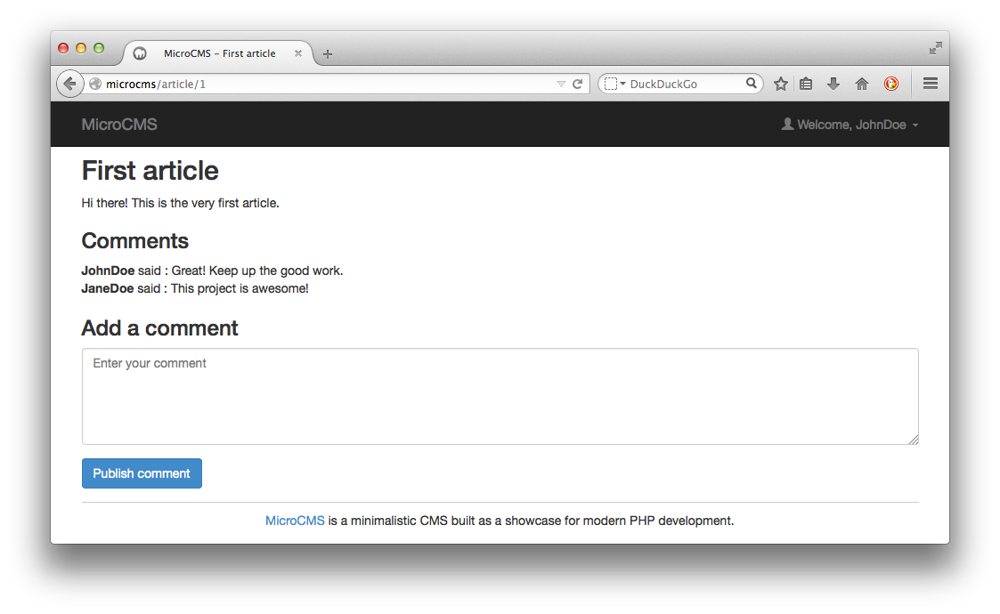 MicroCMS – First article
microcms/article/1
DuckDuckGo
MicroCMS
Welcome, JohnDoe
First article
Hi there! This is the very first article.
Comments
JohnDoe said : Great! Keep up the good work.
JaneDoe said : This project is awesome!
Add a comment
Enter your comment
Publish comment
MicroCMS is a minimalistic CMS built as a showcase for modern PHP development.